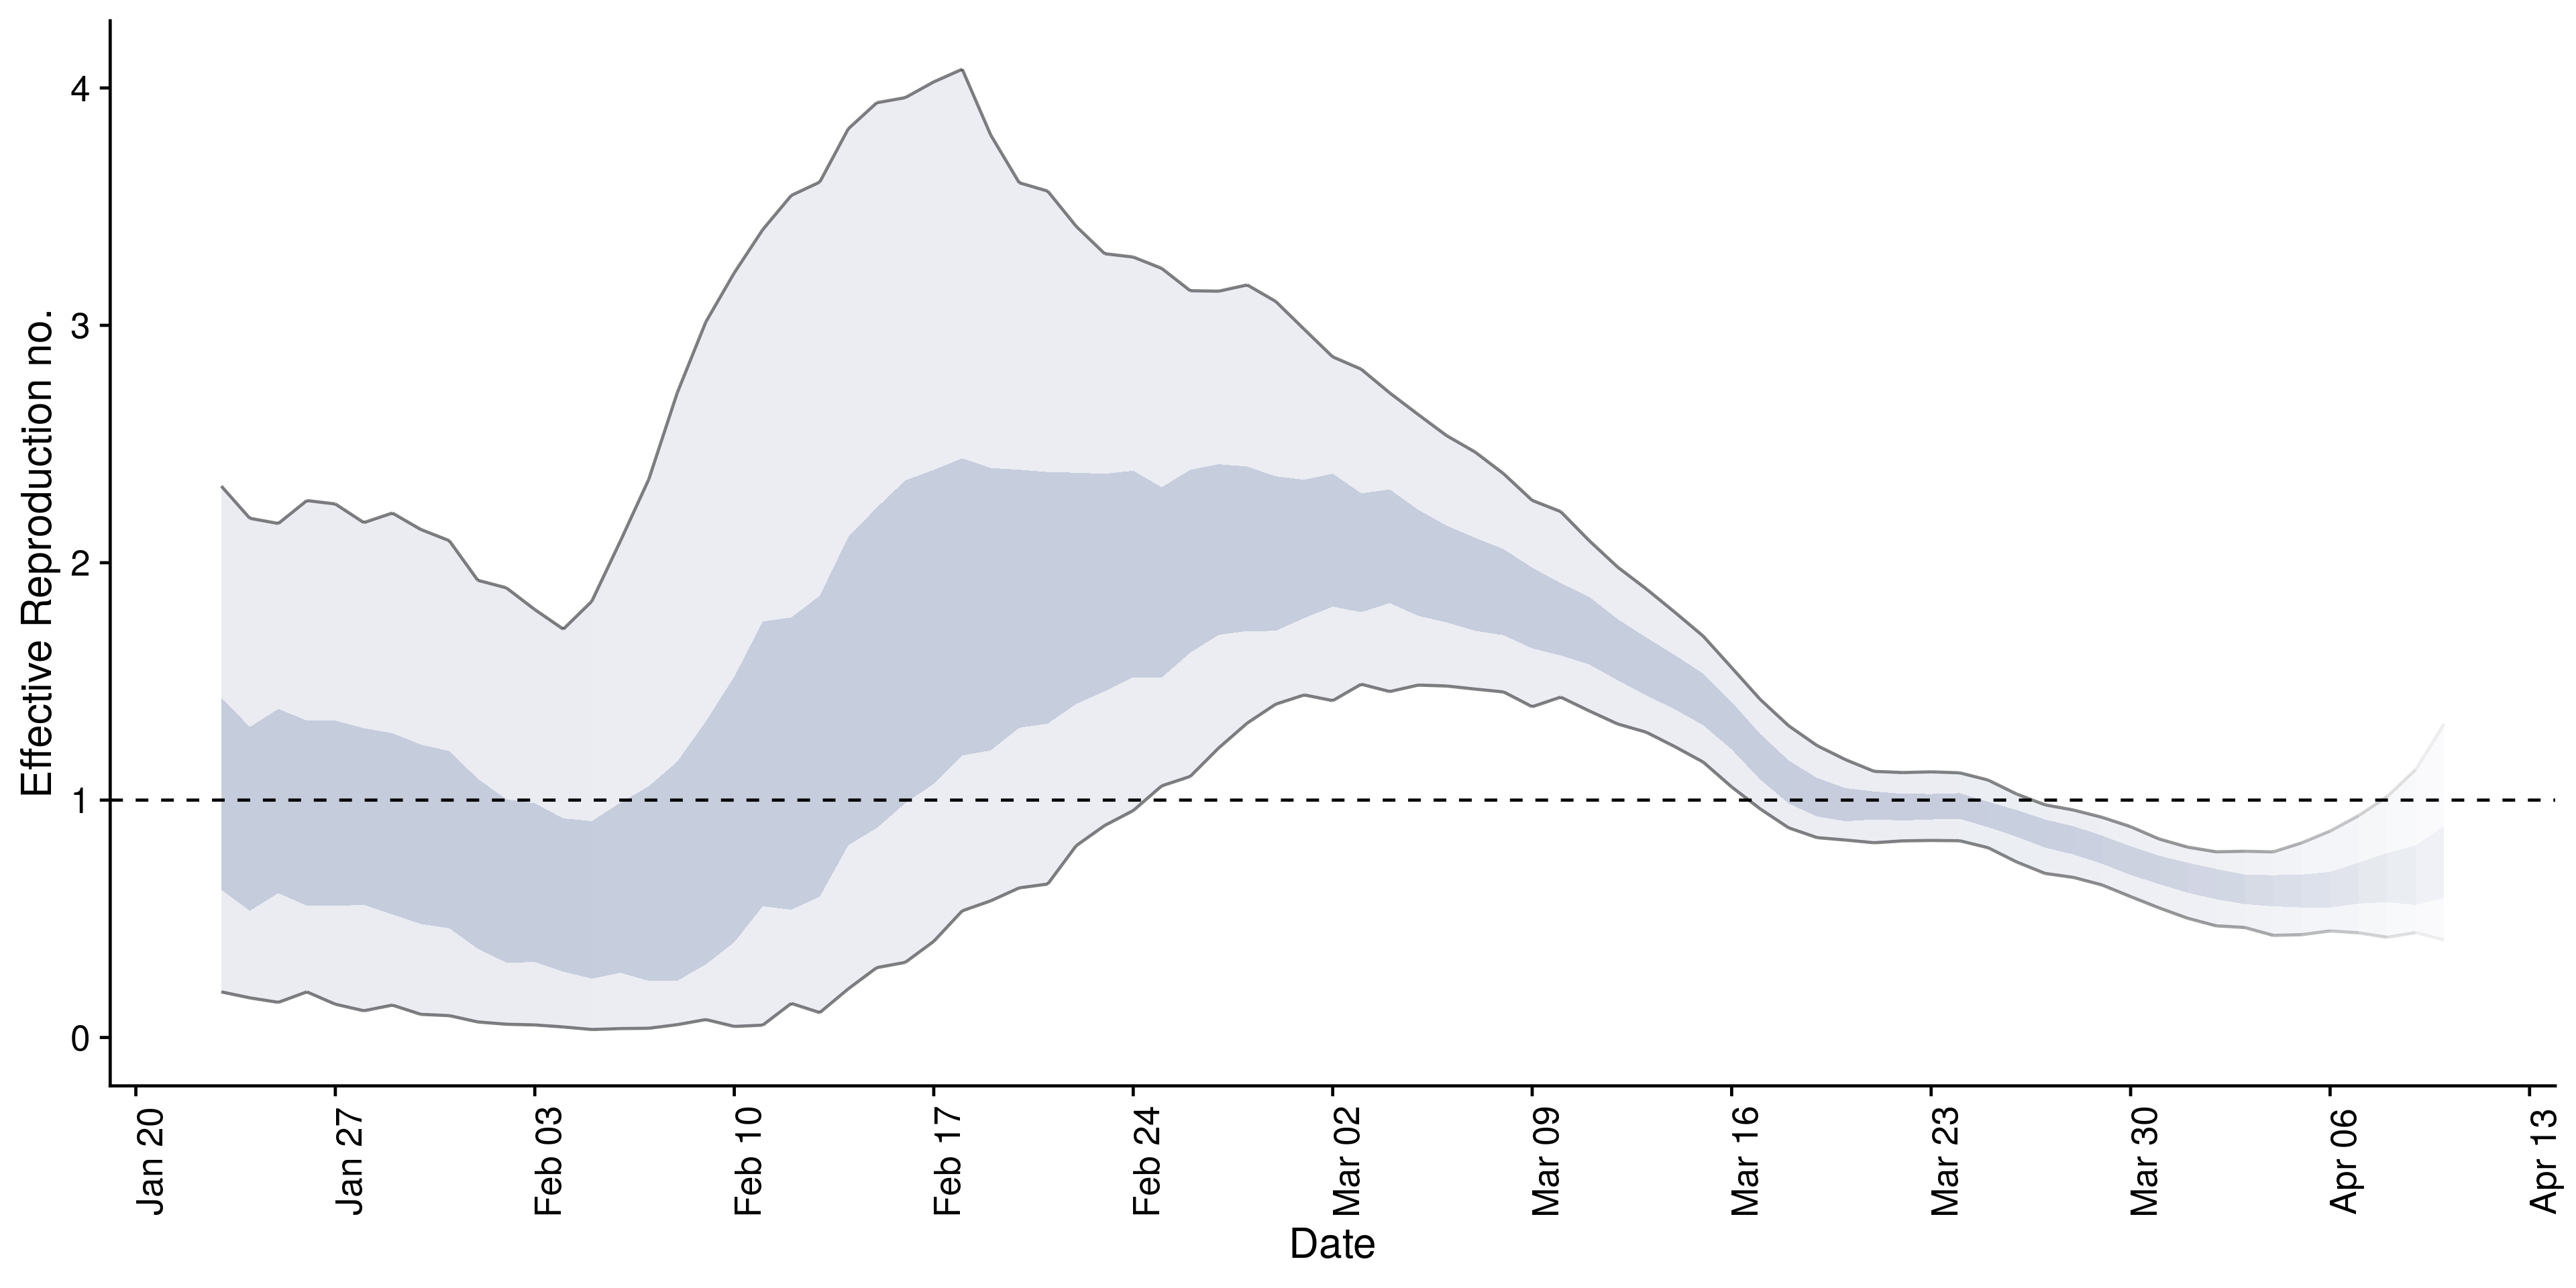 Effective Reproduction no.
4
3
2
1
0
Jan 20
Jan 27
Feb 03
Feb 10
Feb 17
Feb 24
Mar 02
Mar 09
Mar 16
Mar 23
Mar 30
Apr 06
Apr 13
Date